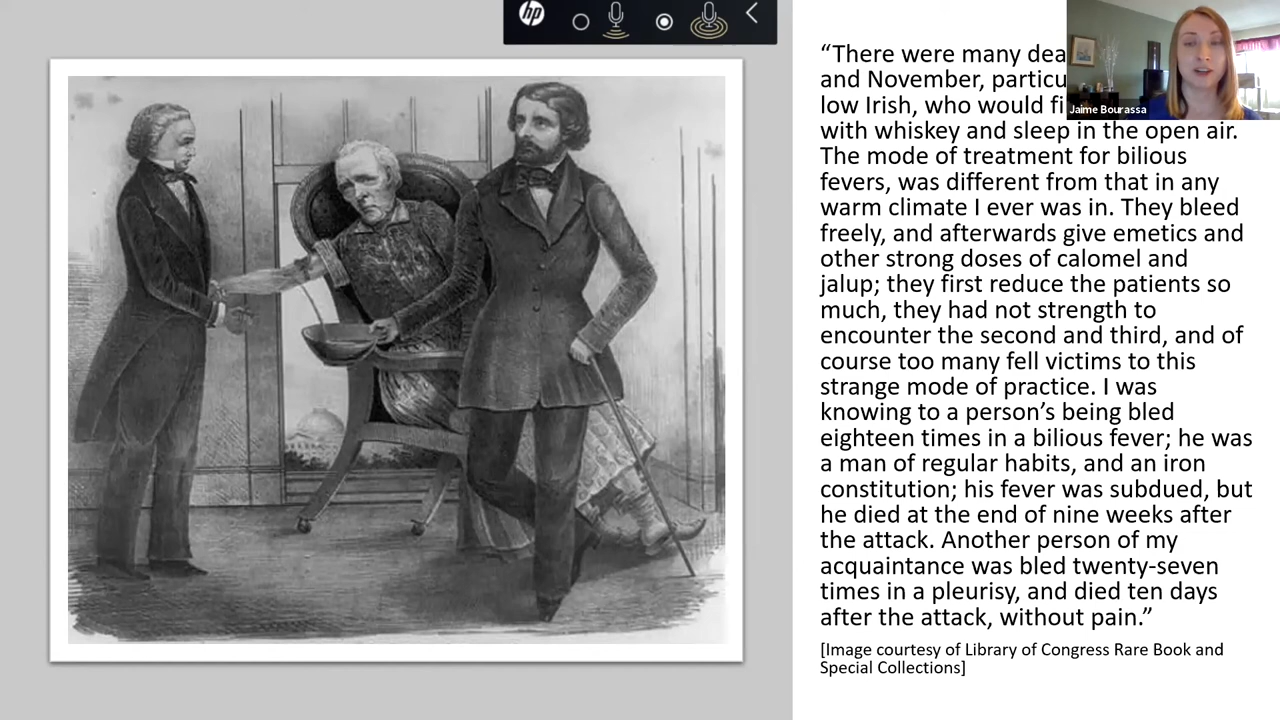 hp
Jaime Bourassa
“There were many
and November,
low Irish, who would
with whiskey and sleep in the open air.
The mode of treatment for bilious
fevers, was different from that in any
warm climate I ever was in. They bleed
freely, and afterwards give emetics and
other strong doses of calomel and
jalup; they first reduce the patients so
much, they had not strength to
encounter the second and third, and of
course too many fell victims to this
strange mode of practice. I was
knowing to a person’s being bled
eighteen times in a bilious fever; he was
a man of regular habits, and an iron
constitution; his fever was subdued, but
he died at the end of nine weeks after
the attack. Another person of my
acquaintance was bled twenty-seven
times in a pleurisy, and died ten days
after the attack, without pain.”
[Image courtesy of Library of Congress Rare Book and
Special Collections]